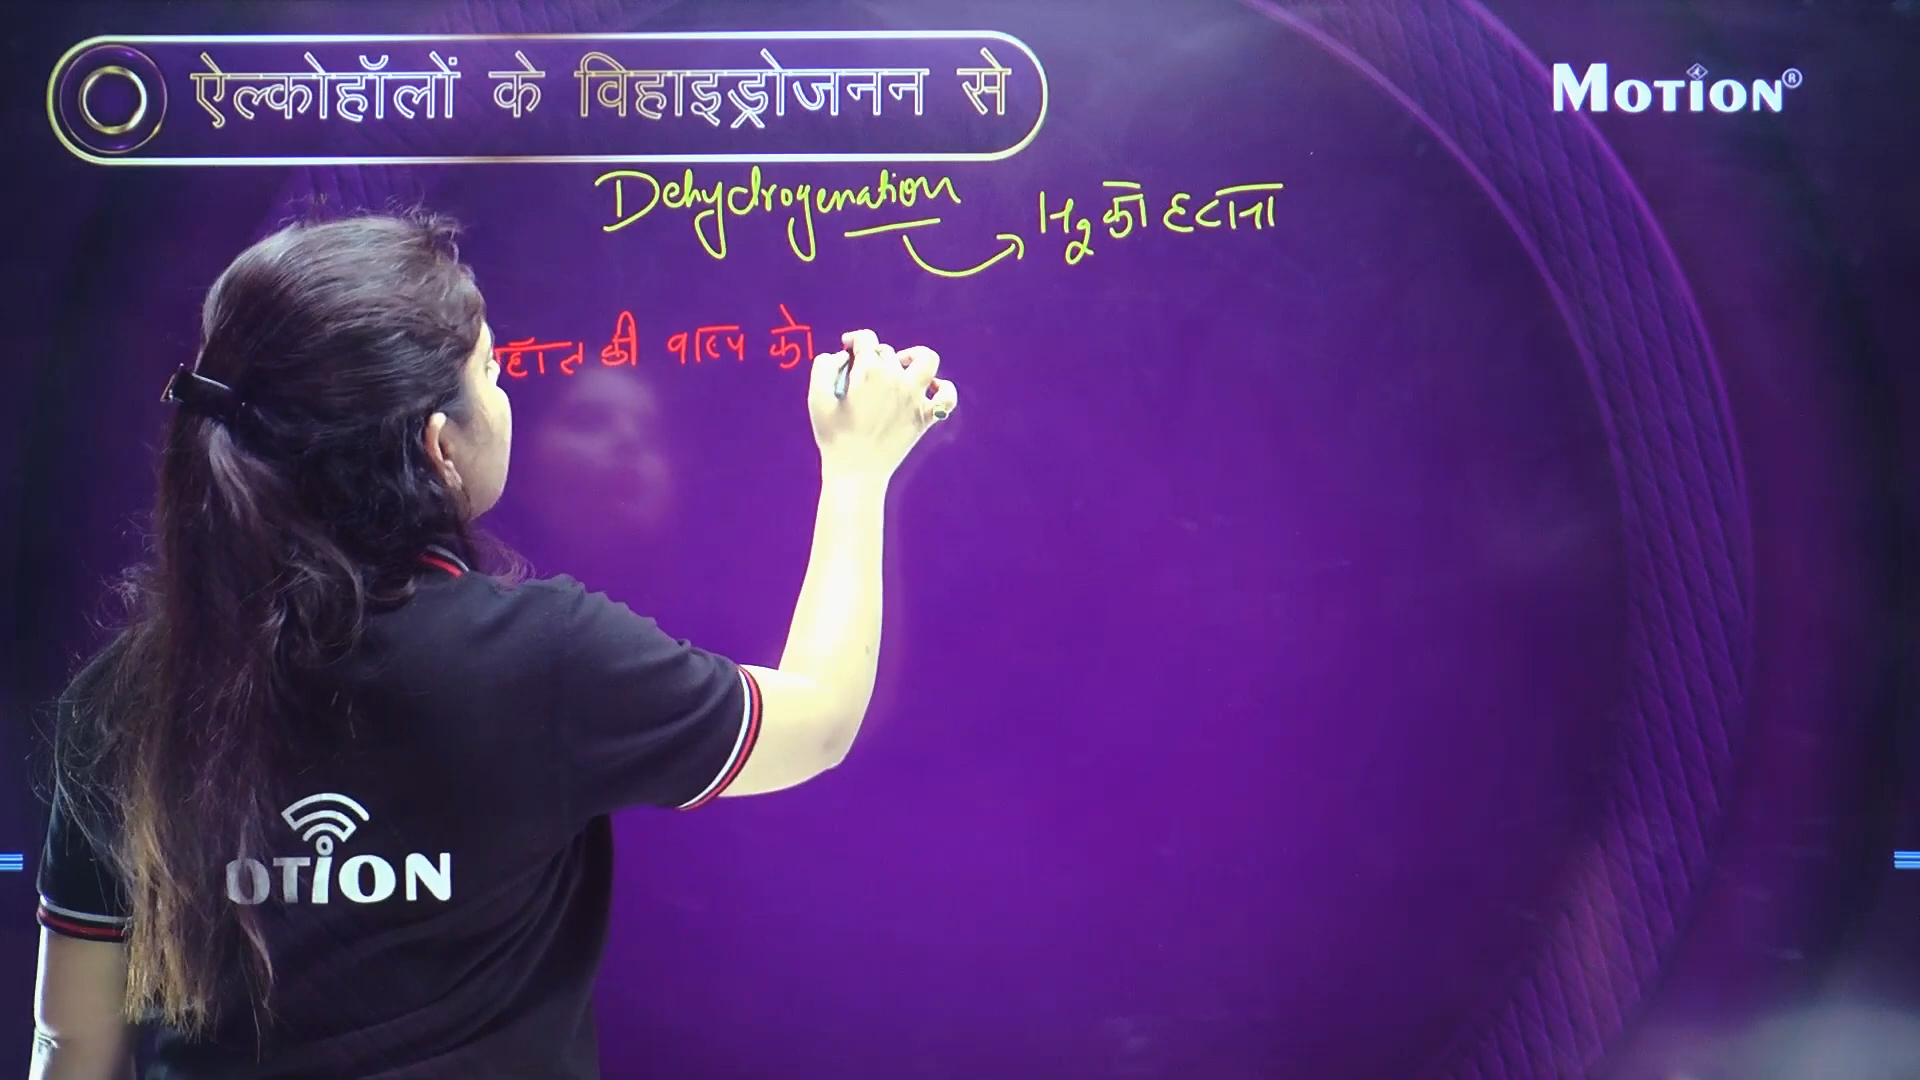 ऐल्कोहॉलों के विहाइड्रोजनन से
MOTION®
Dehydrogenation → H2 को हटाना
की वाष्प को
OTION